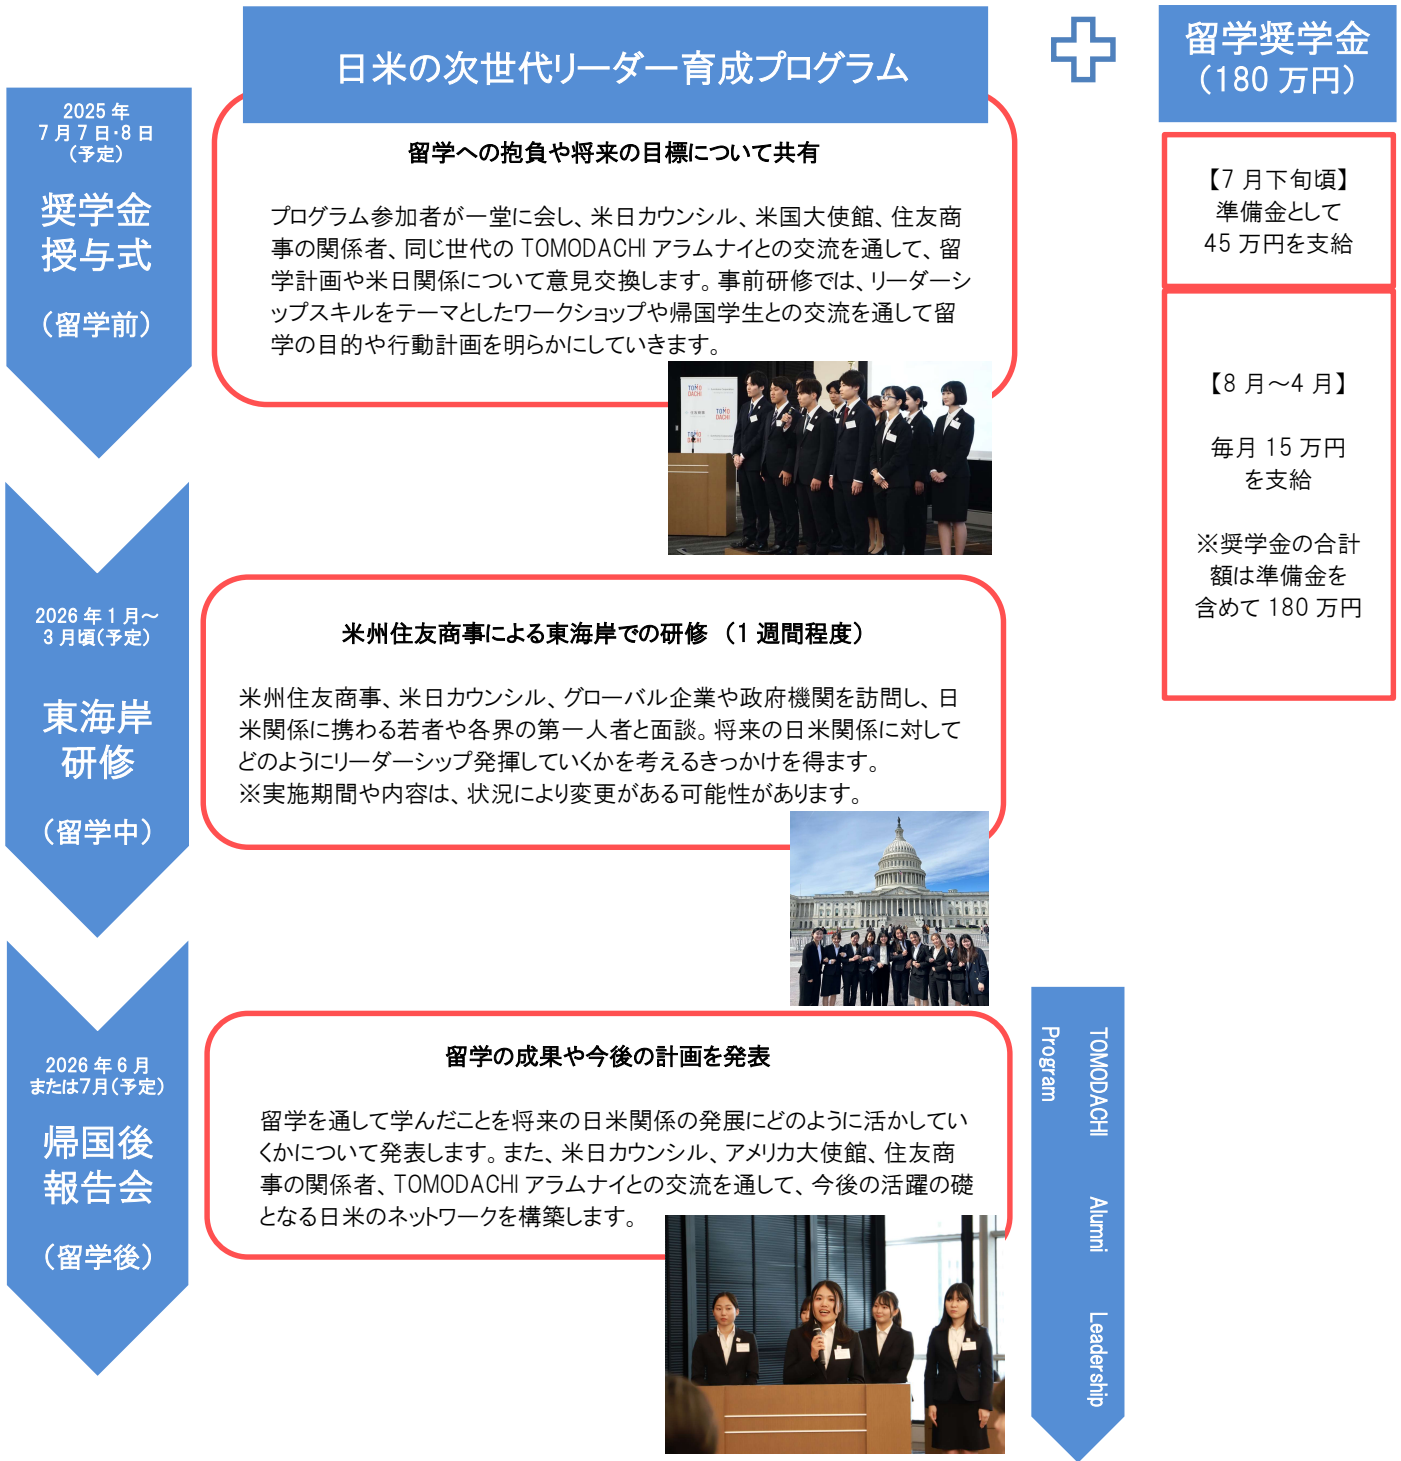 日米の次世代リーダー育成プログラム
留学奨学金
（180 万円）
2025 年
7 月 7 日・8 日
（予定）
奨学金
授与式
（留学前）
留学への抱負や将来の目標について共有
プログラム参加者が一堂に会し、米日カウンシル、米国大使館、住友商
事の関係者、同じ世代の TOMODACHI アラムナイとの交流を通して、留
学計画や米日関係について意見交換します。事前研修では、リーダーシ
ップスキルをテーマとしたワークショップや帰国学生との交流を通して留
学の目的や行動計画を明らかにしていきます。
TOMO
DACHI
TOMO
DACHI
TOMO
DACHI
【7 月下旬頃】
準備金として
45 万円を支給
【8 月～4 月】
毎月 15 万円
を支給
※奨学金の合計
額は準備金を
含めて 180 万円
2026 年 1 月～
3 月頃（予定）
東海岸
研修
（留学中）
米州住友商事による東海岸での研修 （1 週間程度）
米州住友商事、米日カウンシル、グローバル企業や政府機関を訪問し、日
米関係に携わる若者や各界の第一人者と面談。将来の日米関係に対して
どのようにリーダーシップ発揮していくかを考えるきっかけを得ます。
※実施期間や内容は、状況により変更がある可能性があります。
2026 年 6 月
または7月（予定）
帰国後
報告会
（留学後）
留学の成果や今後の計画を発表
留学を通して学んだことを将来の日米関係の発展にどのように活かしてい
くかについて発表します。また、米日カウンシル、アメリカ大使館、住友商
事の関係者、TOMODACHI アラムナイとの交流を通して、今後の活躍の礎
となる日米のネットワークを構築します。
TOMODACHI Alumni Leadership
Program